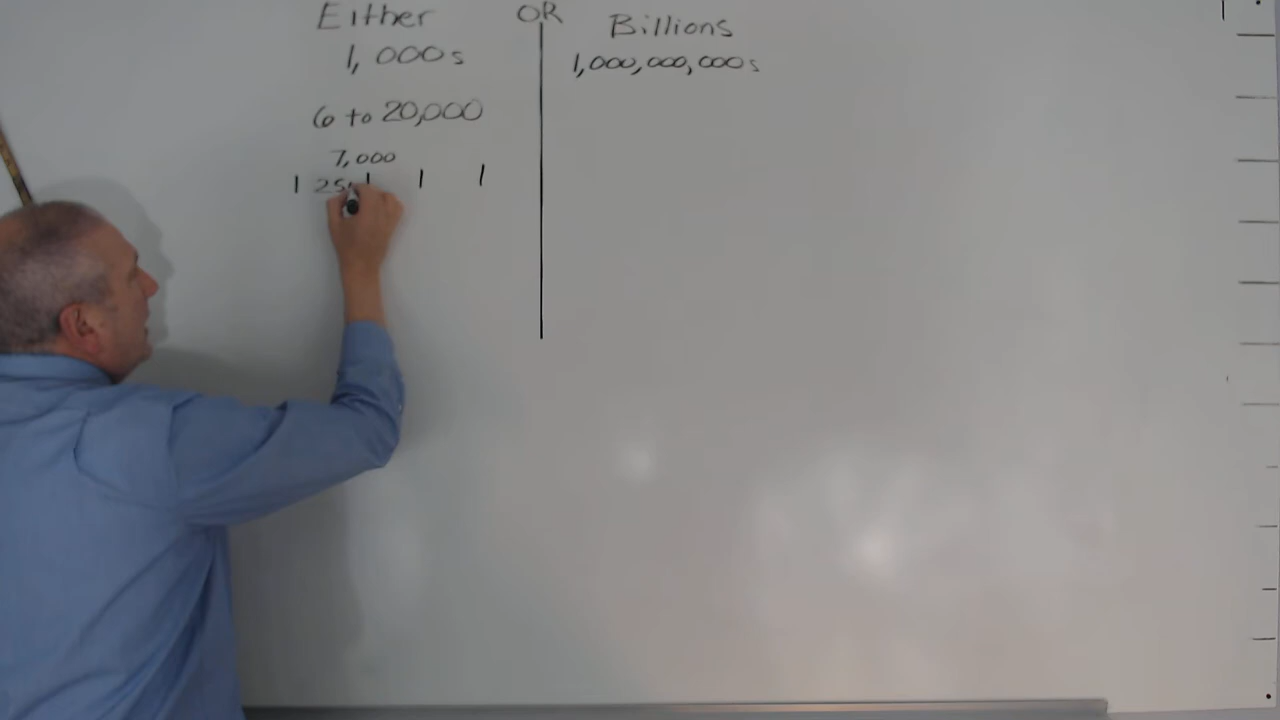 Either OR Billions
1,000s 1,000,000,000s
6 to 20,000
7,000